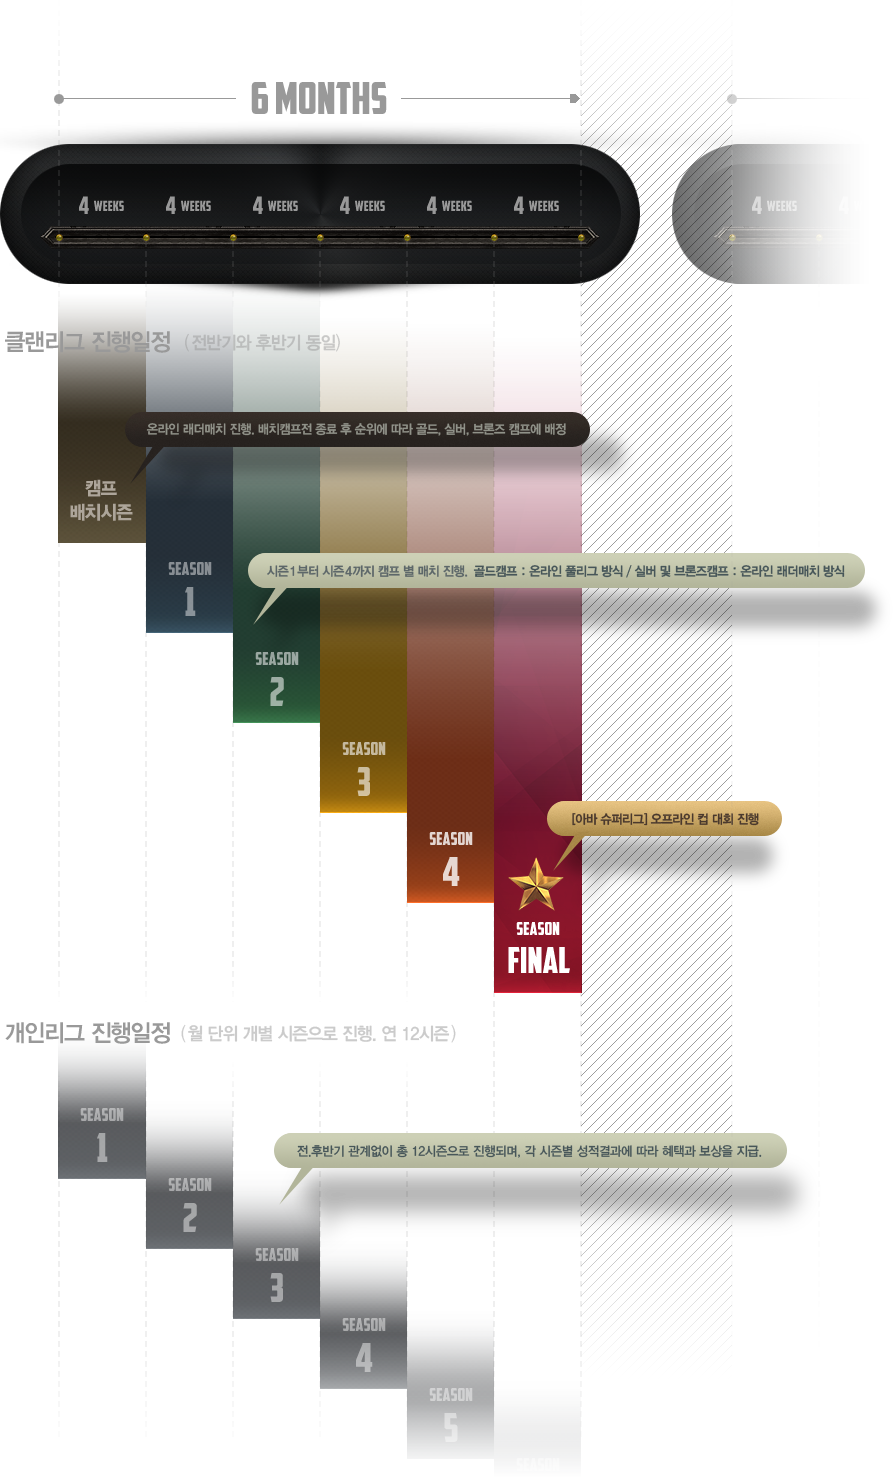 6 MONTHS
4 WEEKS 4 WEEKS 4 WEEKS 4 WEEKS 4 WEEKS 4 WEEKS 4 WEEKS 4
클랜리그 진행일정 (전반기와 후반기 동일)
온라인 래더매치 진행. 배치캠프전 종료 후 순위에 따라 골드, 실버, 브론즈 캠프에 배정
캠프
배치시즌
SEASON
1
시즌1부터 시즌4까지 캠프 별 매치 진행. 골드캠프 : 온라인 풀리그 방식 / 실버 및 브론즈캠프 : 온라인 래더매치 방식
SEASON
2
SEASON
3
[아바 슈퍼리그] 오프라인 컵 대회 진행
SEASON
4
SEASON
FINAL
개인리그 진행일정 (월 단위 개별 시즌으로 진행. 연 12시즌)
SEASON
1
전.후반기 관계없이 총 12시즌으로 진행되며, 각 시즌별 성적결과에 따라 혜택과 보상을 지급.
SEASON
2
SEASON
3
SEASON
4
SEASON
5
SEASON